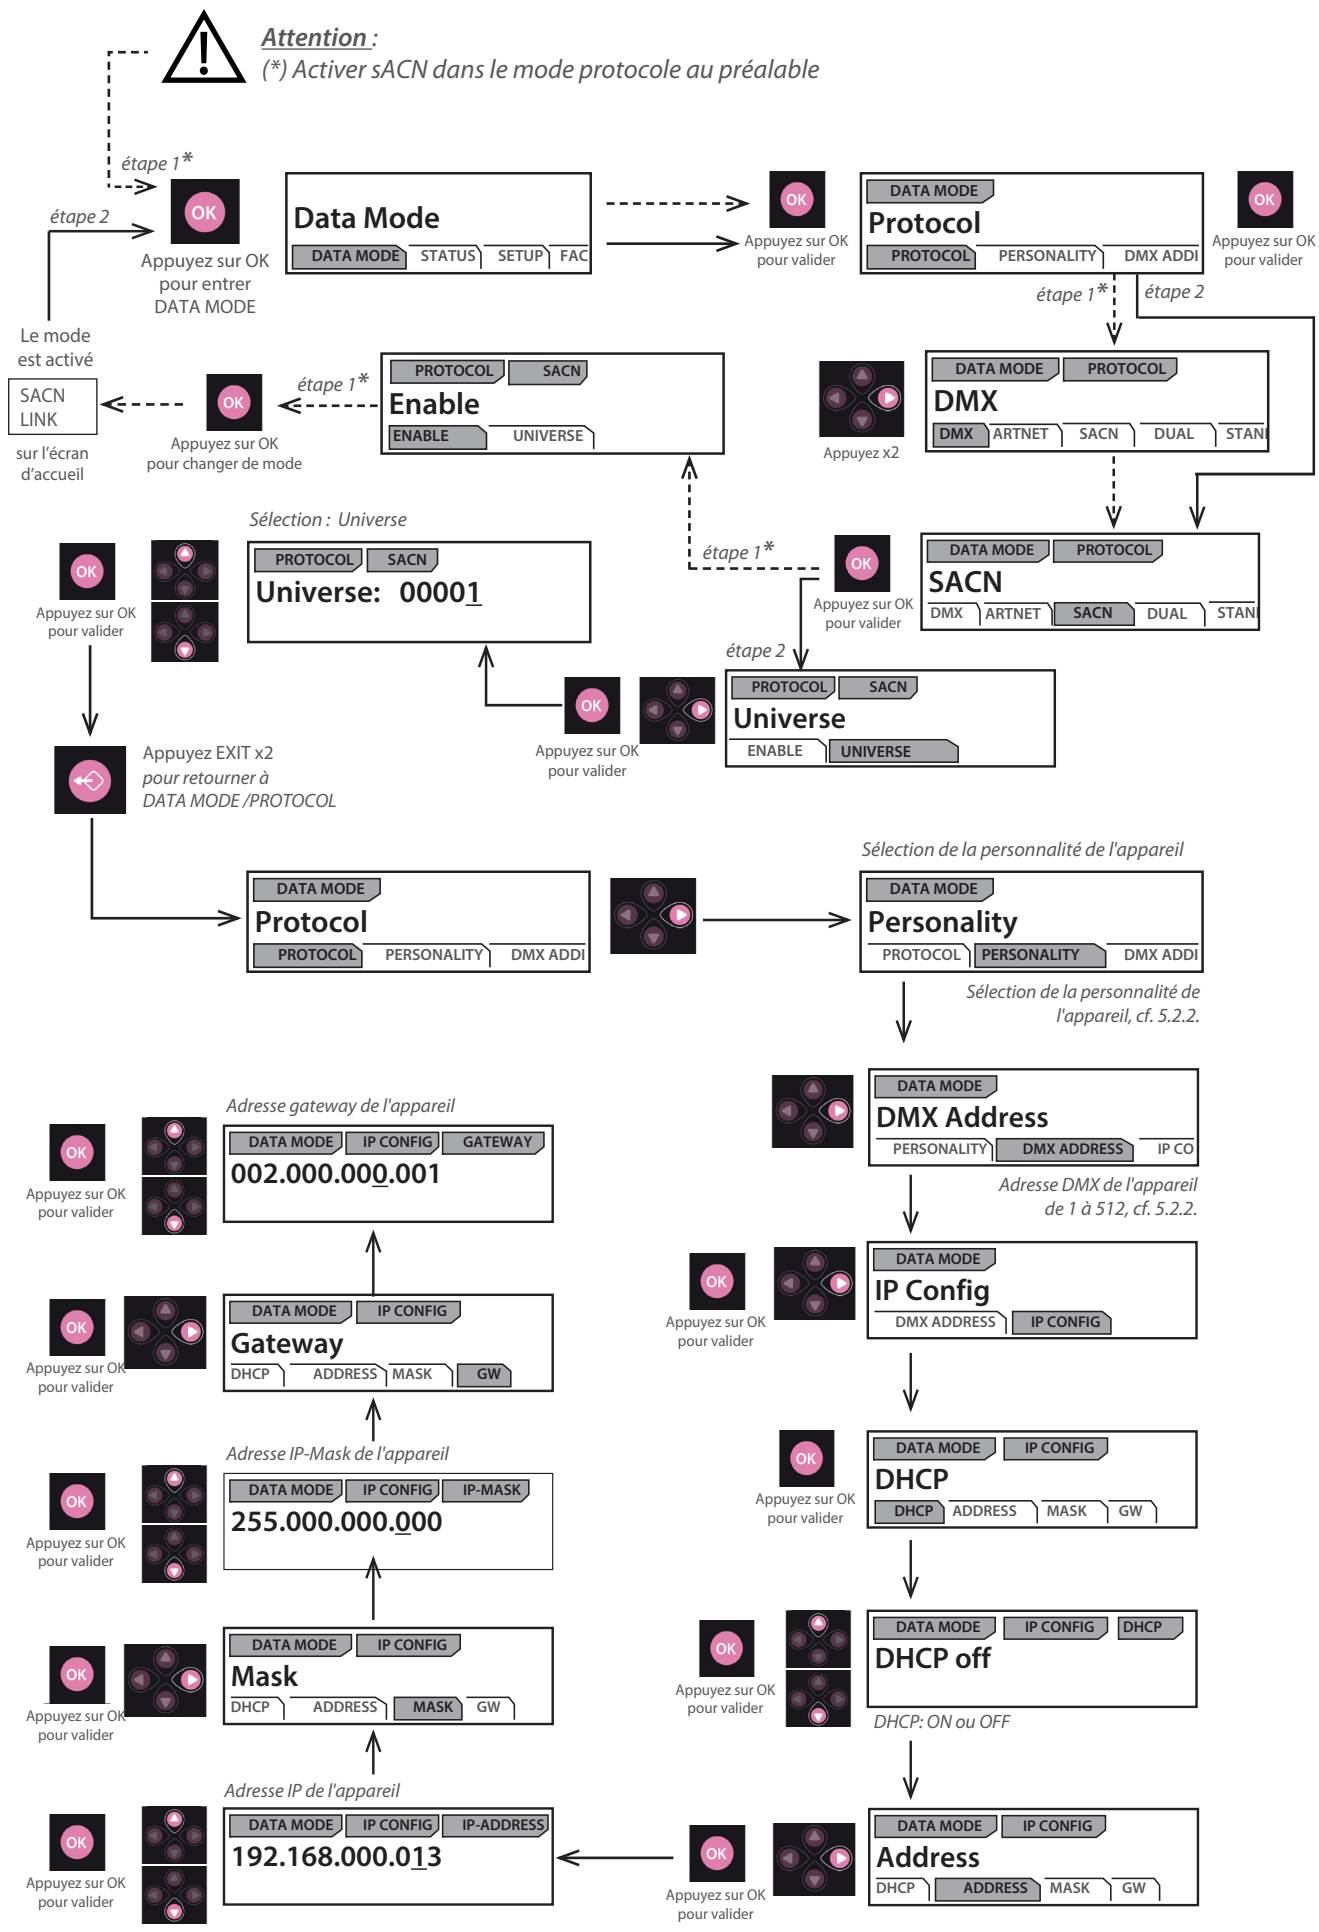 Attention :
(*) Activer sACN dans le mode protocole au préalable
étape 1*
étape 2
OK
Appuyez sur OK
pour entrer
DATA MODE
Data Mode
DATA MODE STATUS SETUP FAC
OK
Appuyez sur OK
pour valider
DATA MODE
Protocol
PROTOCOL PERSONALITY DMX ADDI
OK
Appuyez sur OK
pour valider
étape 1*
étape 2
Le mode
est activé
SACN
LINK
sur l'écran
d'accueil
OK
Appuyez sur OK
pour changer de mode
étape 1*
PROTOCOL SACN
Enable
ENABLE UNIVERSE
Appuyez x2
DATA MODE PROTOCOL
DMX
DMX ARTNET SACN DUAL STANI
Sélection : Universe
OK
Appuyez sur OK
pour valider
PROTOCOL SACN
Universe: 00001
étape 1*
OK
Appuyez sur OK
pour valider
DATA MODE PROTOCOL
SACN
DMX ARTNET SACN DUAL STANI
étape 2
OK
Appuyez sur OK
pour valider
PROTOCOL SACN
Universe
ENABLE UNIVERSE
Appuyez EXIT x2
pour retourner à
DATA MODE /PROTOCOL
DATA MODE
Protocol
PROTOCOL PERSONALITY DMX ADDI
Sélection de la personnalité de l'appareil
DATA MODE
Personality
PROTOCOL PERSONALITY DMX ADDI
Sélection de la personnalité de
l'appareil, cf. 5.2.2.
DATA MODE
DMX Address
PERSONALITY DMX ADDRESS IP CO
Adresse DMX de l'appareil
de 1 à 512, cf. 5.2.2.
OK
Appuyez sur OK
pour valider
DATA MODE
IP Config
DMX ADDRESS IP CONFIG
OK
Appuyez sur OK
pour valider
DATA MODE IP CONFIG
DHCP
DHCP ADDRESS MASK GW
OK
Appuyez sur OK
pour valider
DATA MODE IP CONFIG DHCP
DHCP off
DHCP: ON ou OFF
OK
Appuyez sur OK
pour valider
DATA MODE IP CONFIG
Address
DHCP ADDRESS MASK GW
Adresse IP de l'appareil
OK
Appuyez sur OK
pour valider
DATA MODE IP CONFIG IP-ADDRESS
192.168.000.013
OK
Appuyez sur OK
pour valider
DATA MODE IP CONFIG
Mask
DHCP ADDRESS MASK GW
Adresse IP-Mask de l'appareil
OK
Appuyez sur OK
pour valider
DATA MODE IP CONFIG IP-MASK
255.000.000.000
OK
Appuyez sur OK
pour valider
DATA MODE IP CONFIG
Gateway
DHCP ADDRESS MASK GW
Adresse gateway de l'appareil
OK
Appuyez sur OK
pour valider
DATA MODE IP CONFIG GATEWAY
002.000.000.001